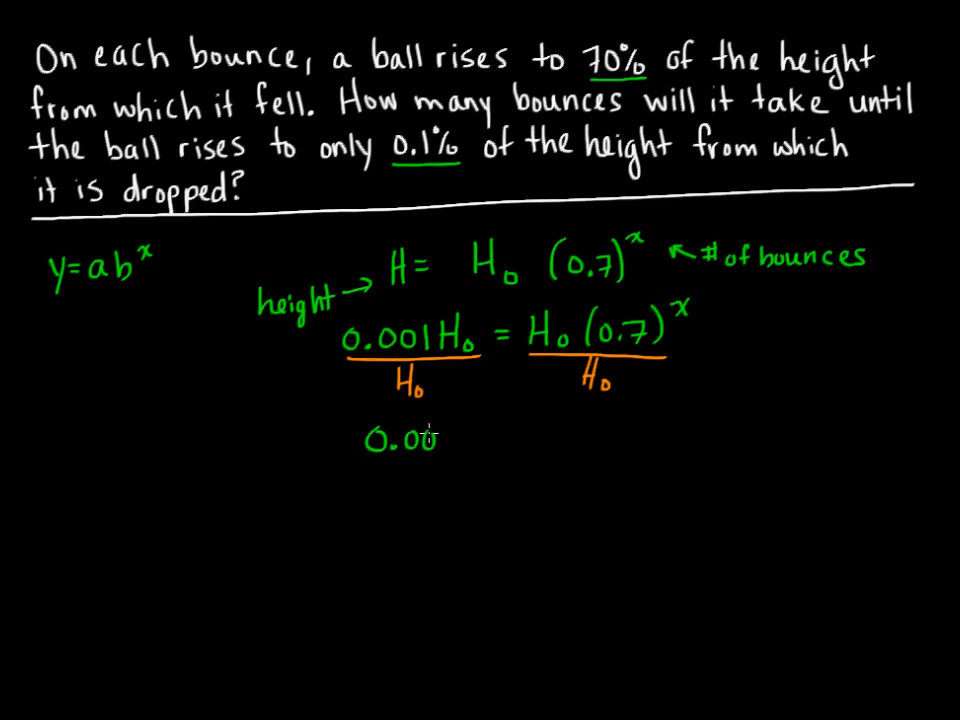 On each bounce, a ball rises to 70% of the height
from which it fell. How many bounces will it take until
the ball rises to only 0.1% of the height from which
it is dropped?
y=ab^x
H = H₀ (0.7)^x ← # of bounces
height →
0.001H₀ = H₀ (0.7)^x
H₀ H₀
0.00